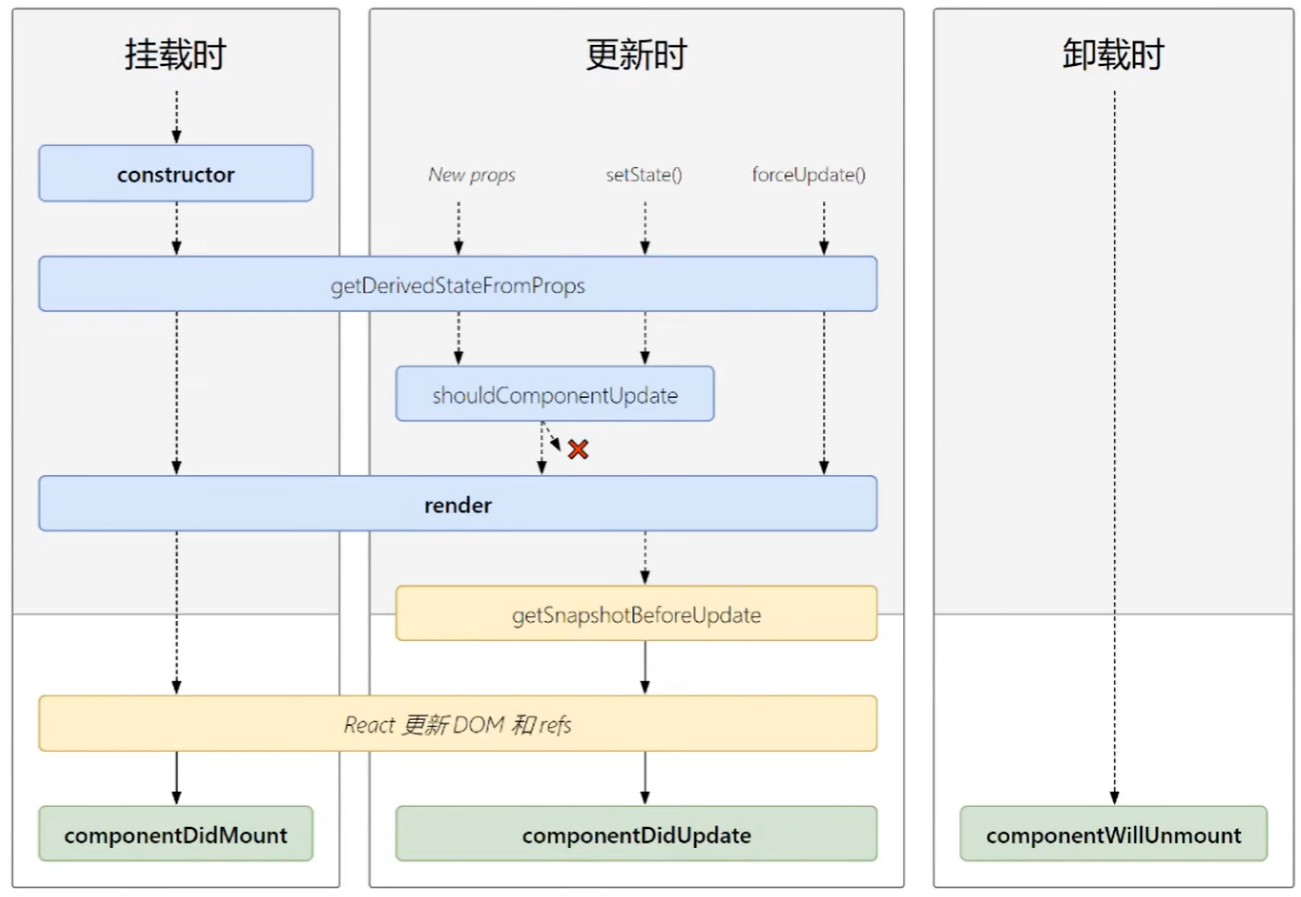 挂载时
更新时
卸载时
constructor
New props
setState()
forceUpdate()
getDerivedStateFromProps
shouldComponentUpdate
render
getSnapshotBeforeUpdate
React 更新 DOM 和 refs
componentDidMount
componentDidUpdate
componentWillUnmount